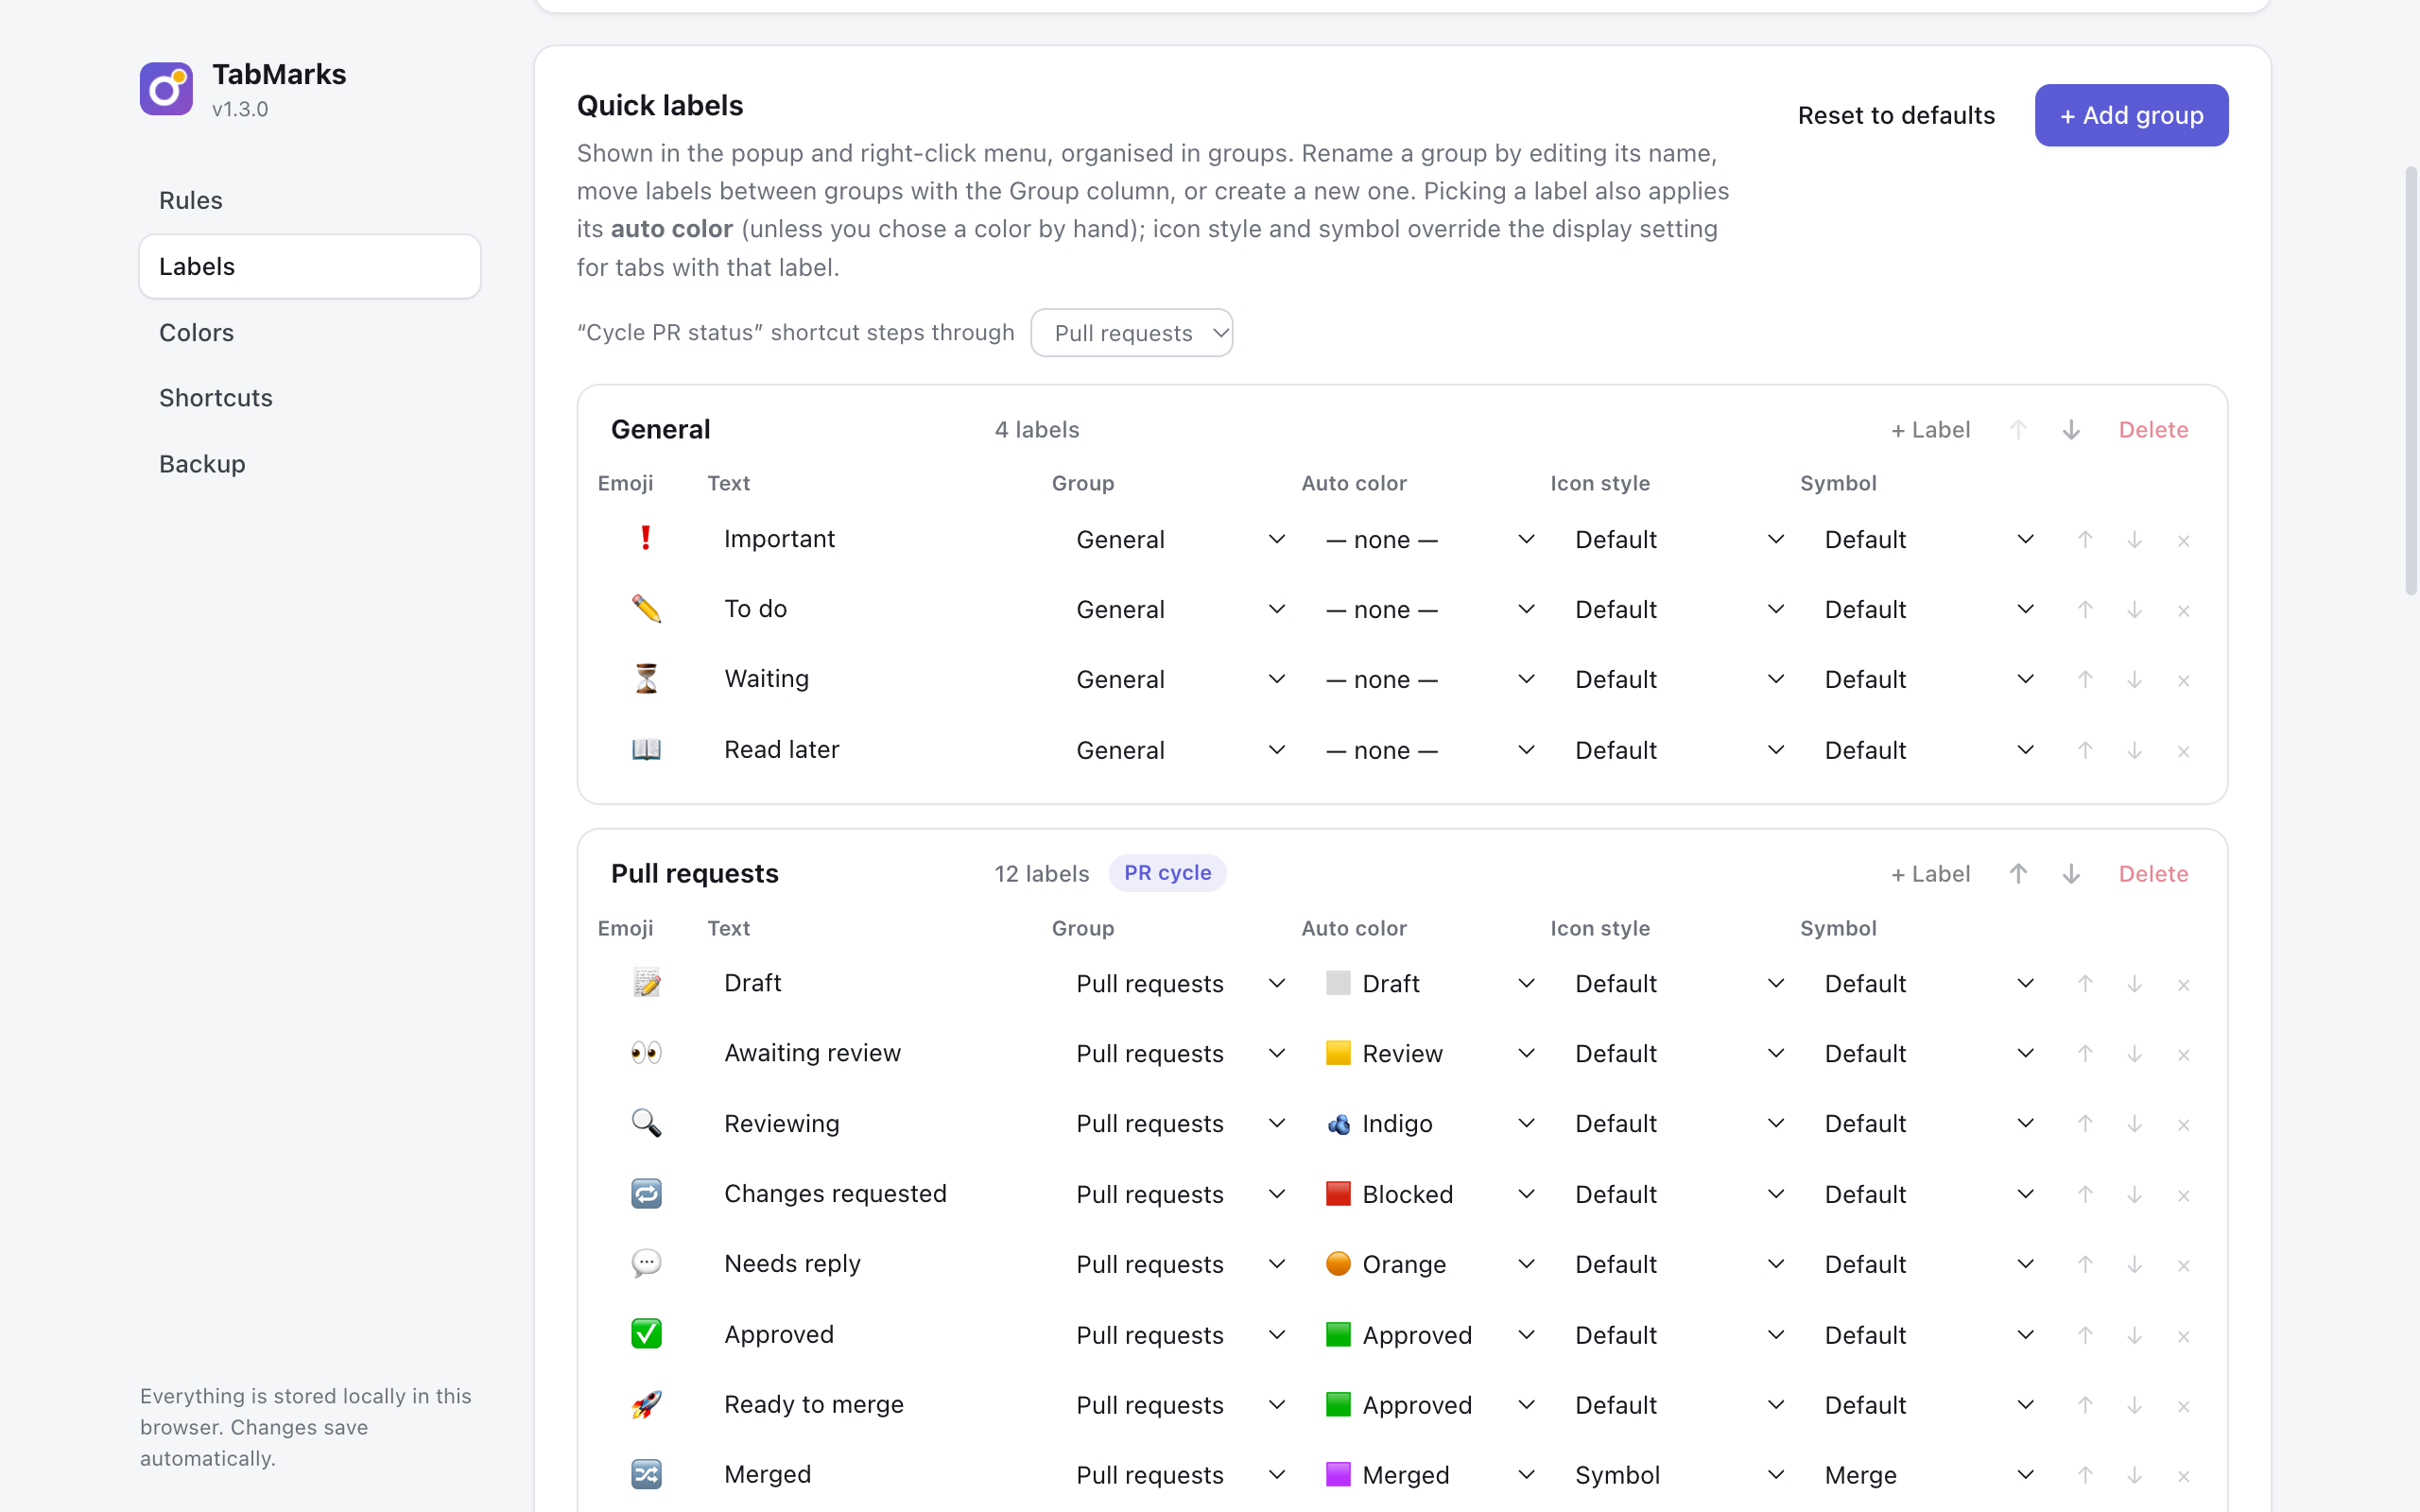 TabMarks
v1.3.0
Rules
Labels
Colors
Shortcuts
Backup
Everything is stored locally in this
browser. Changes save
automatically.
Quick labels
Reset to defaults
+ Add group
Shown in the popup and right-click menu, organised in groups. Rename a group by editing its name,
move labels between groups with the Group column, or create a new one. Picking a label also applies
its auto color (unless you chose a color by hand); icon style and symbol override the display setting
for tabs with that label.
“Cycle PR status” shortcut steps through Pull requests
General 4 labels + Label ↑ ↓ Delete
Emoji Text Group Auto color Icon style Symbol
❗ Important General — none — Default Default ↑ ↓ ×
✏️ To do General — none — Default Default ↑ ↓ ×
⏳ Waiting General — none — Default Default ↑ ↓ ×
📖 Read later General — none — Default Default ↑ ↓ ×
Pull requests 12 labels PR cycle + Label ↑ ↓ Delete
Emoji Text Group Auto color Icon style Symbol
📝 Draft Pull requests Draft Default Default ↑ ↓ ×
👀 Awaiting review Pull requests 🟨 Review Default Default ↑ ↓ ×
🔍 Reviewing Pull requests 🫐 Indigo Default Default ↑ ↓ ×
🔁 Changes requested Pull requests 🟥 Blocked Default Default ↑ ↓ ×
💬 Needs reply Pull requests 🟠 Orange Default Default ↑ ↓ ×
✅ Approved Pull requests 🟩 Approved Default Default ↑ ↓ ×
🚀 Ready to merge Pull requests 🟩 Approved Default Default ↑ ↓ ×
🔀 Merged Pull requests 🟪 Merged Symbol Merge ↑ ↓ ×